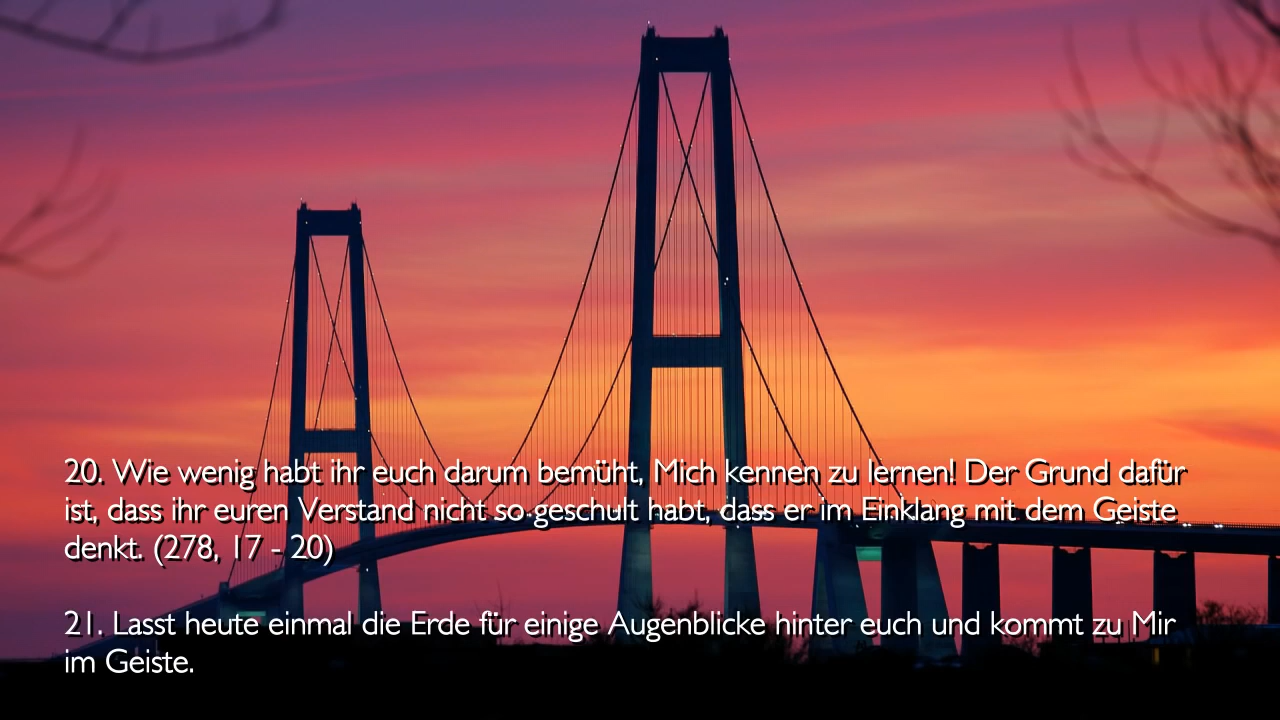 20. Wie wenig habt ihr euch darum bemüht, Mich kennen zu lernen! Der Grund dafür
ist, dass ihr euren Verstand nicht so geschult habt, dass er im Einklang mit dem Geiste
denkt. (278, 17 - 20)
21. Lasst heute einmal die Erde für einige Augenblicke hinter euch und kommt zu Mir
im Geiste.